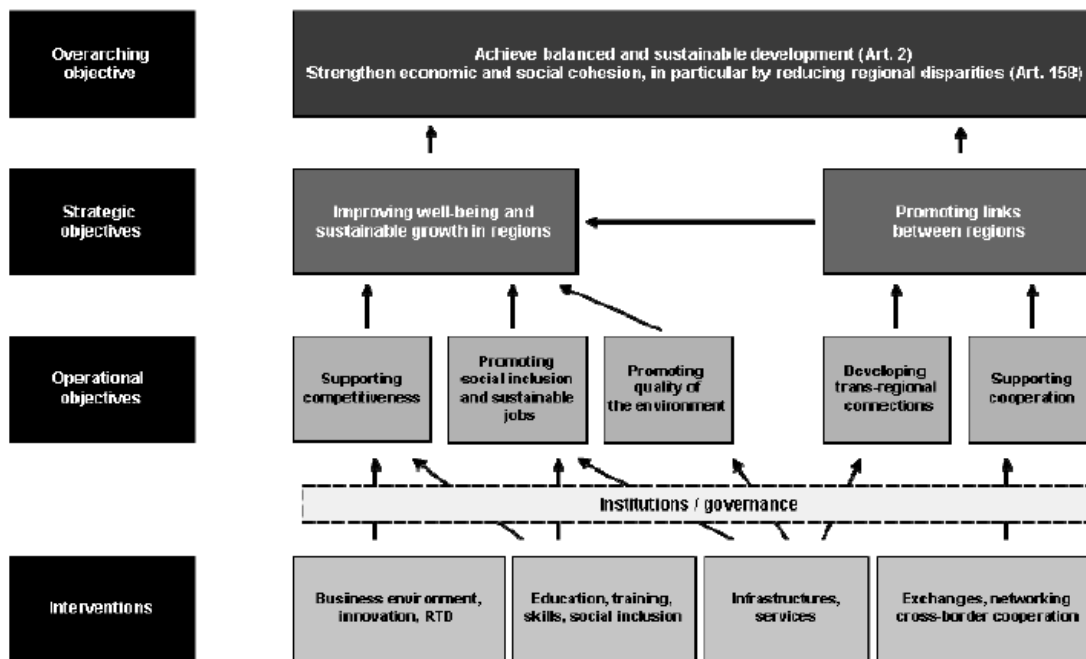 Overarching
objective
Achieve balanced and sustainable development (Art. 2)
Strengthen economic and social cohesion, in particular by reducing regional disparities (Art. 158)
Strategic
objectives
Improving well-being and
sustainable growth in regions
Promoting links
between regions
Operational
objectives
Supporting
competitiveness
Promoting
social inclusion
and sustainable
jobs
Promoting
quality of
the environment
Developing
trans-regional
connections
Supporting
cooperation
Institutions / governance
Interventions
Business environment,
innovation, RTD
Education, training,
skills, social inclusion
Infrastructures,
services
Exchanges, networking
cross-border cooperation